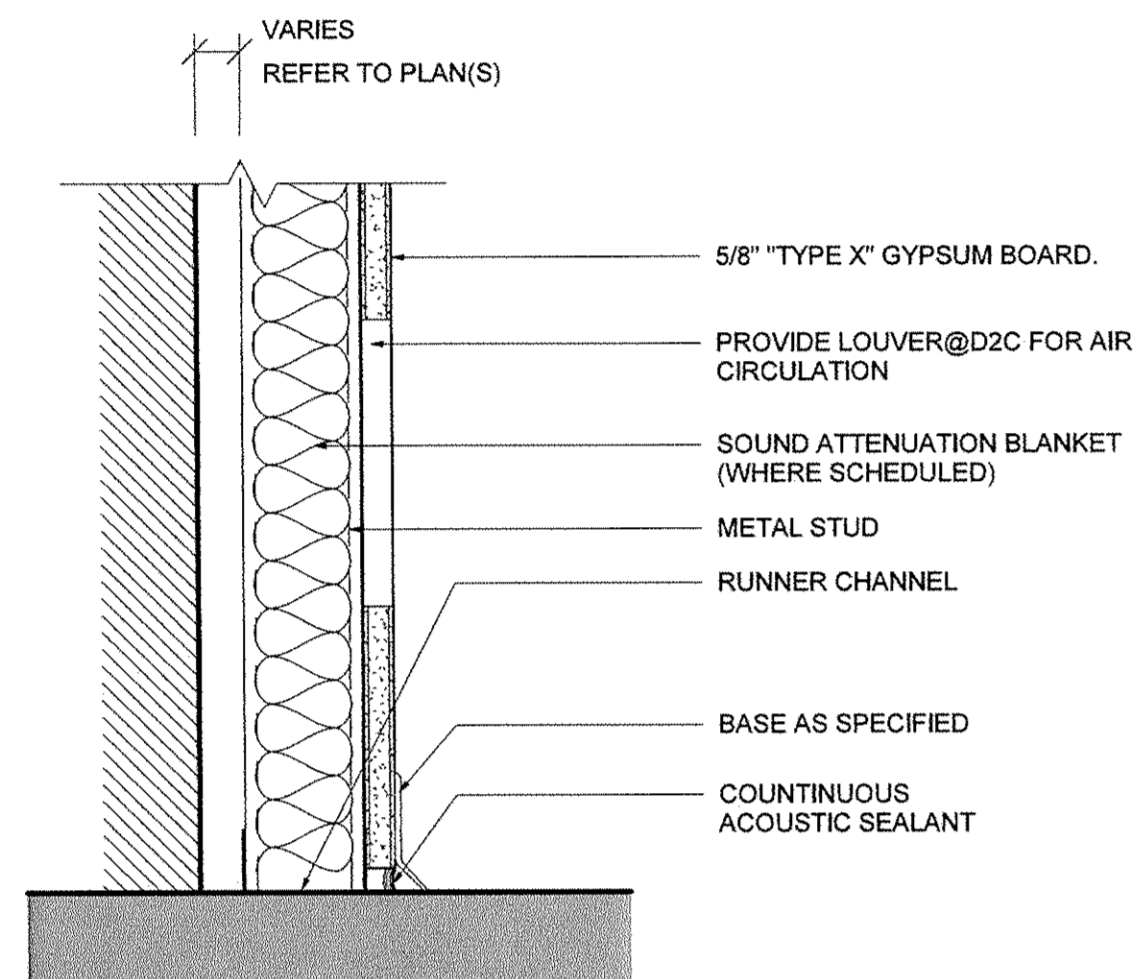 VARIES
REFER TO PLAN(S)
5/8" "TYPE X" GYPSUM BOARD.
PROVIDE LOUVER@D2C FOR AIR
CIRCULATION
SOUND ATTENUATION BLANKET
(WHERE SCHEDULED)
METAL STUD
RUNNER CHANNEL
BASE AS SPECIFIED
COUNTINUOUS
ACOUSTIC SEALANT